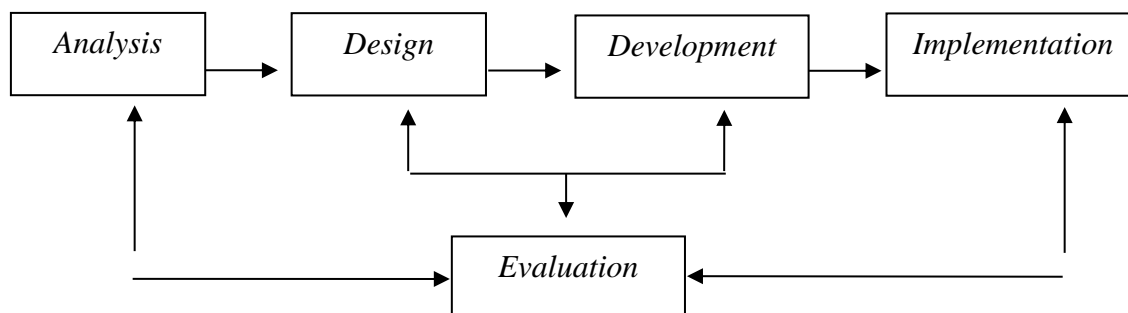 Analysis
Design
Development
Implementation
Evaluation